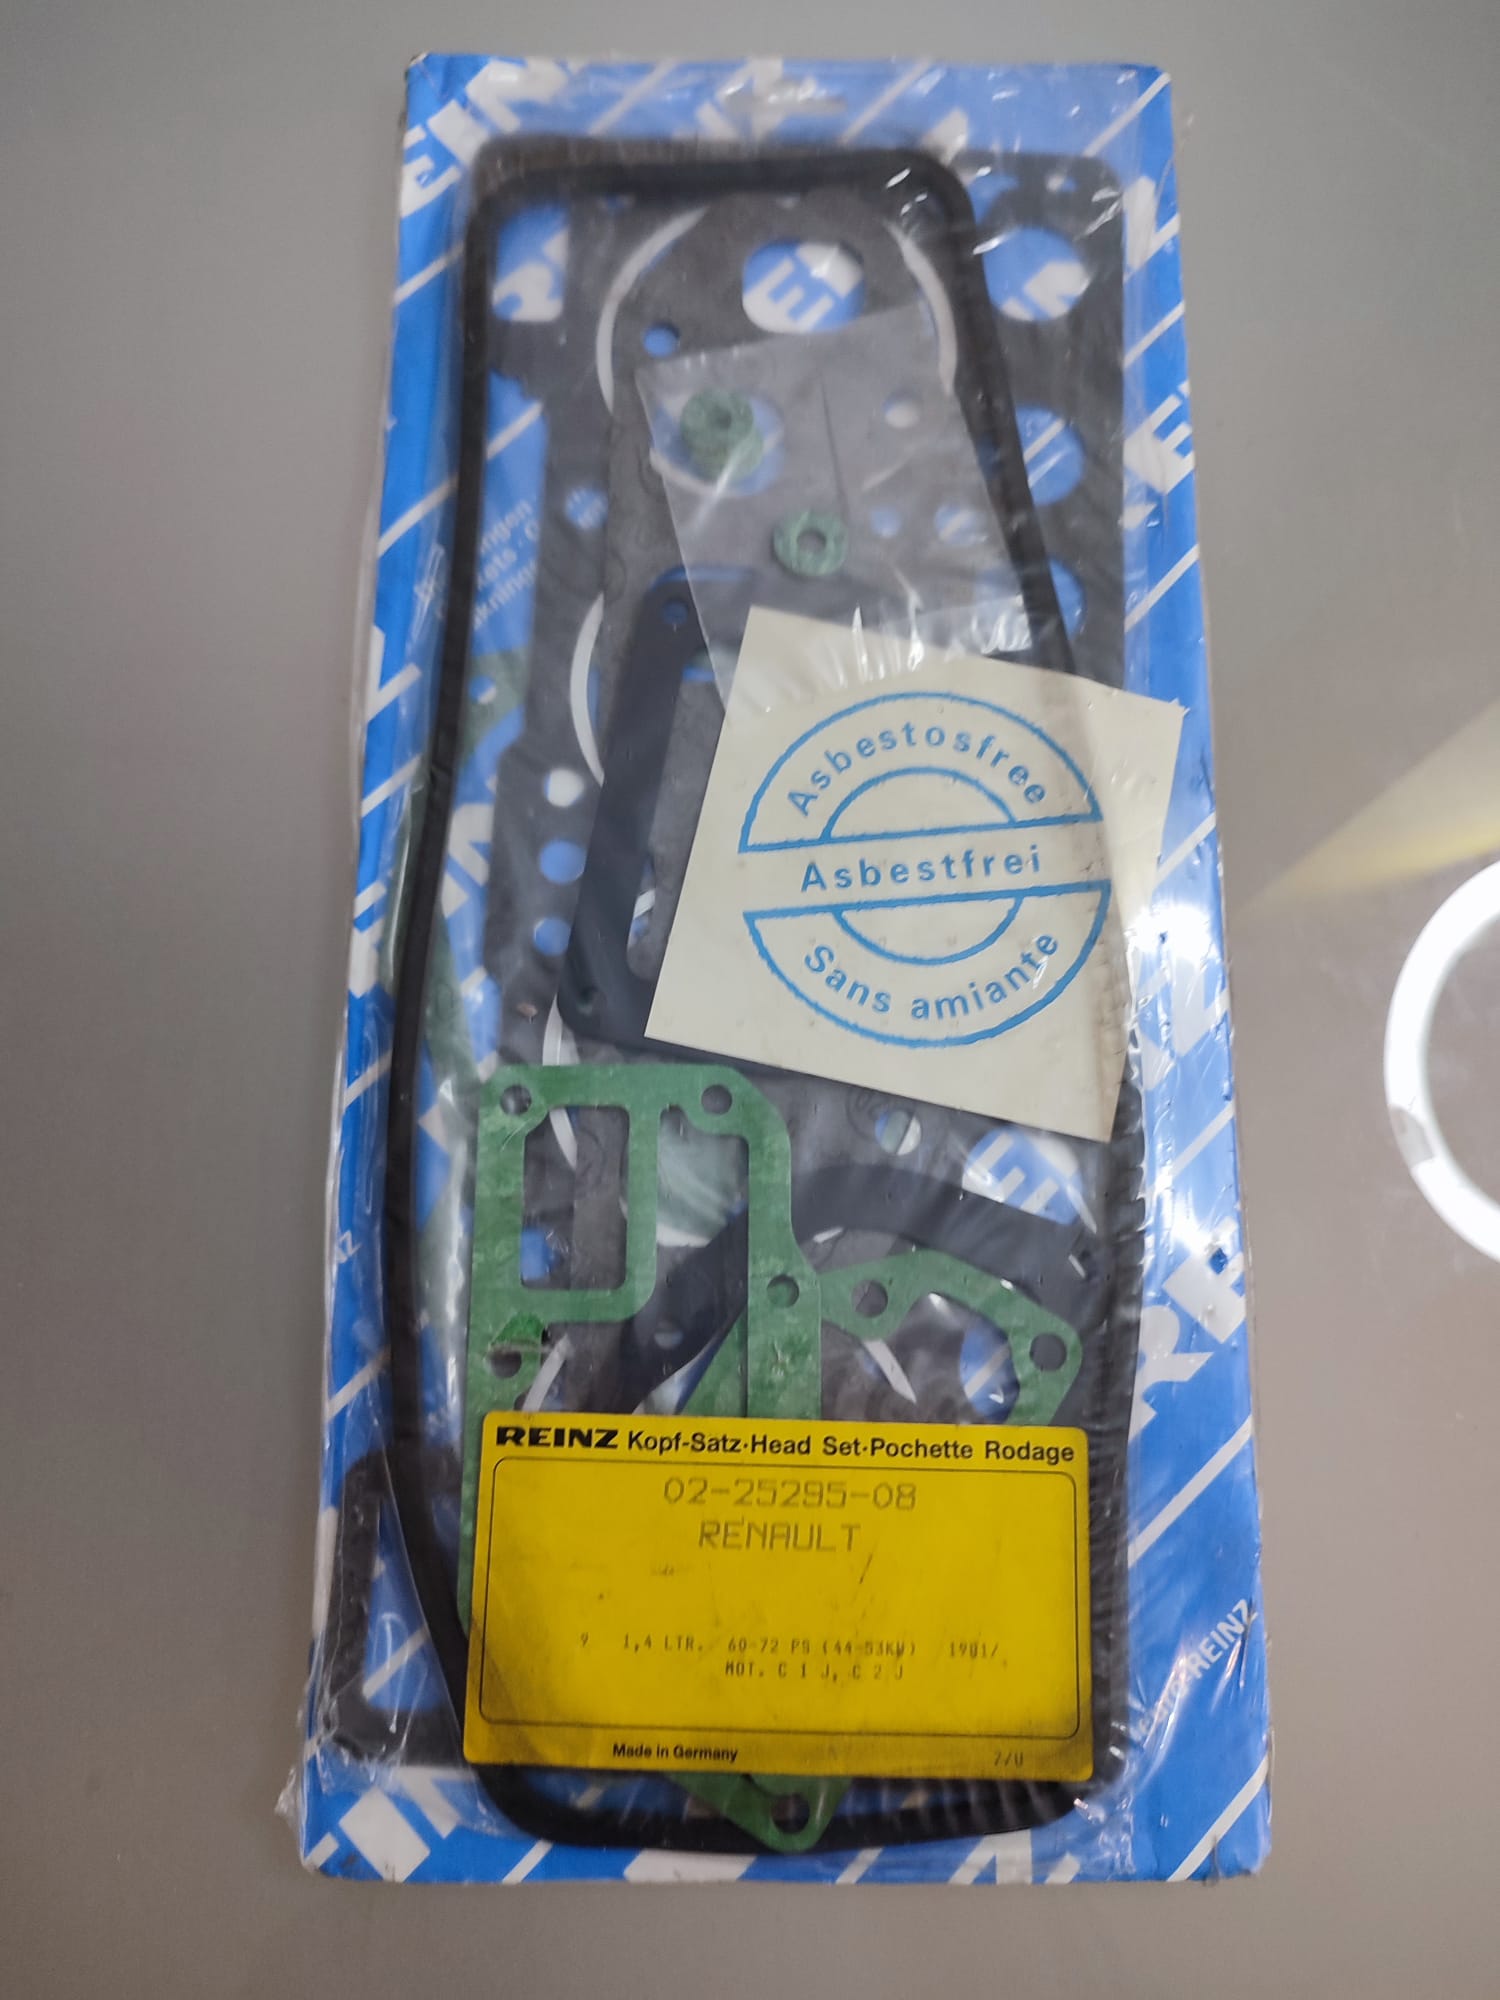 Asbestosfree
Asbestfrei
Sans amiante
REINZ Kopf-Satz·Head Set·Pochette Rodage
02-25295-08
RENAULT
9 1,4 LTR. 60-72 PS (44-53KW) 1981/
MOT. C 1 J, C 2 J
Made in Germany
REINZ